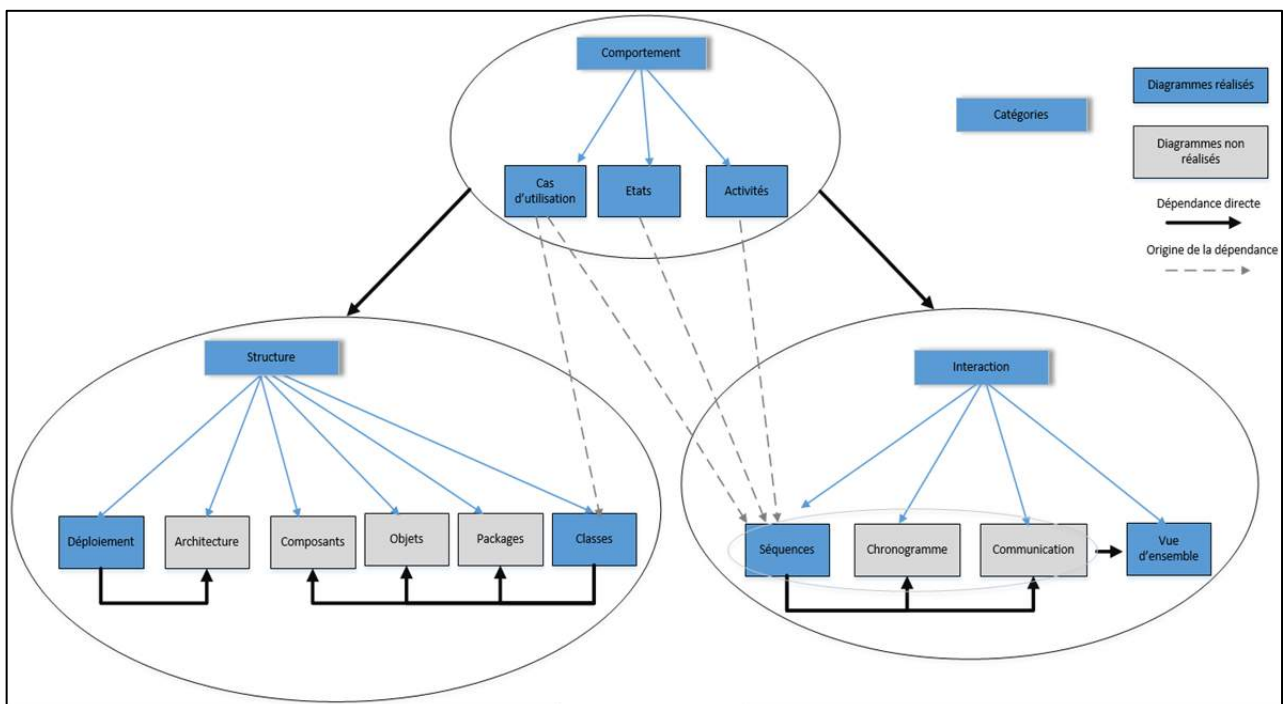 Comportement
Cas
d'utilisation
Etats
Activités
Catégories
Diagrammes réalisés
Diagrammes non
réalisés
Dépendance directe
Origine de la dépendance
Structure
Déploiement
Architecture
Composants
Objets
Packages
Classes
Interaction
Séquences
Chronogramme
Communication
Vue
d'ensemble